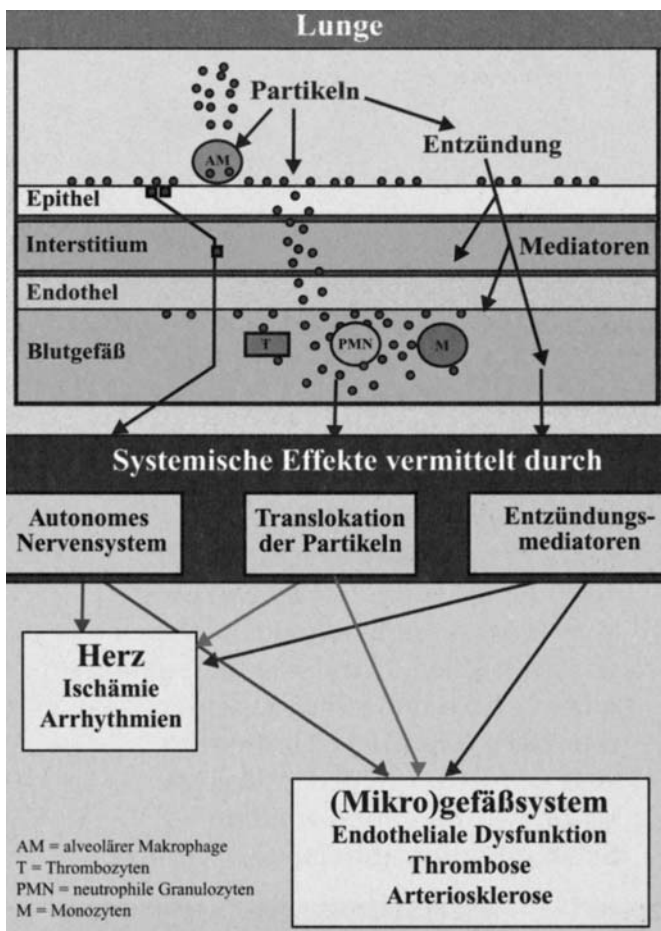 Lunge
Partikeln
AM
Entzündung
Epithel
Interstitium
Mediatoren
Endothel
Blutgefäß
T
PMN
M
Systemische Effekte vermittelt durch
Autonomes
Nervensystem
Translokation
der Partikeln
Entzündungs-
mediatoren
Herz
Ischämie
Arrhythmien
(Mikro)gefäßsystem
Endotheliale Dysfunktion
Thrombose
Arteriosklerose
AM = alveolärer Makrophage
T = Thrombozyten
PMN = neutrophile Granulozyten
M = Monozyten